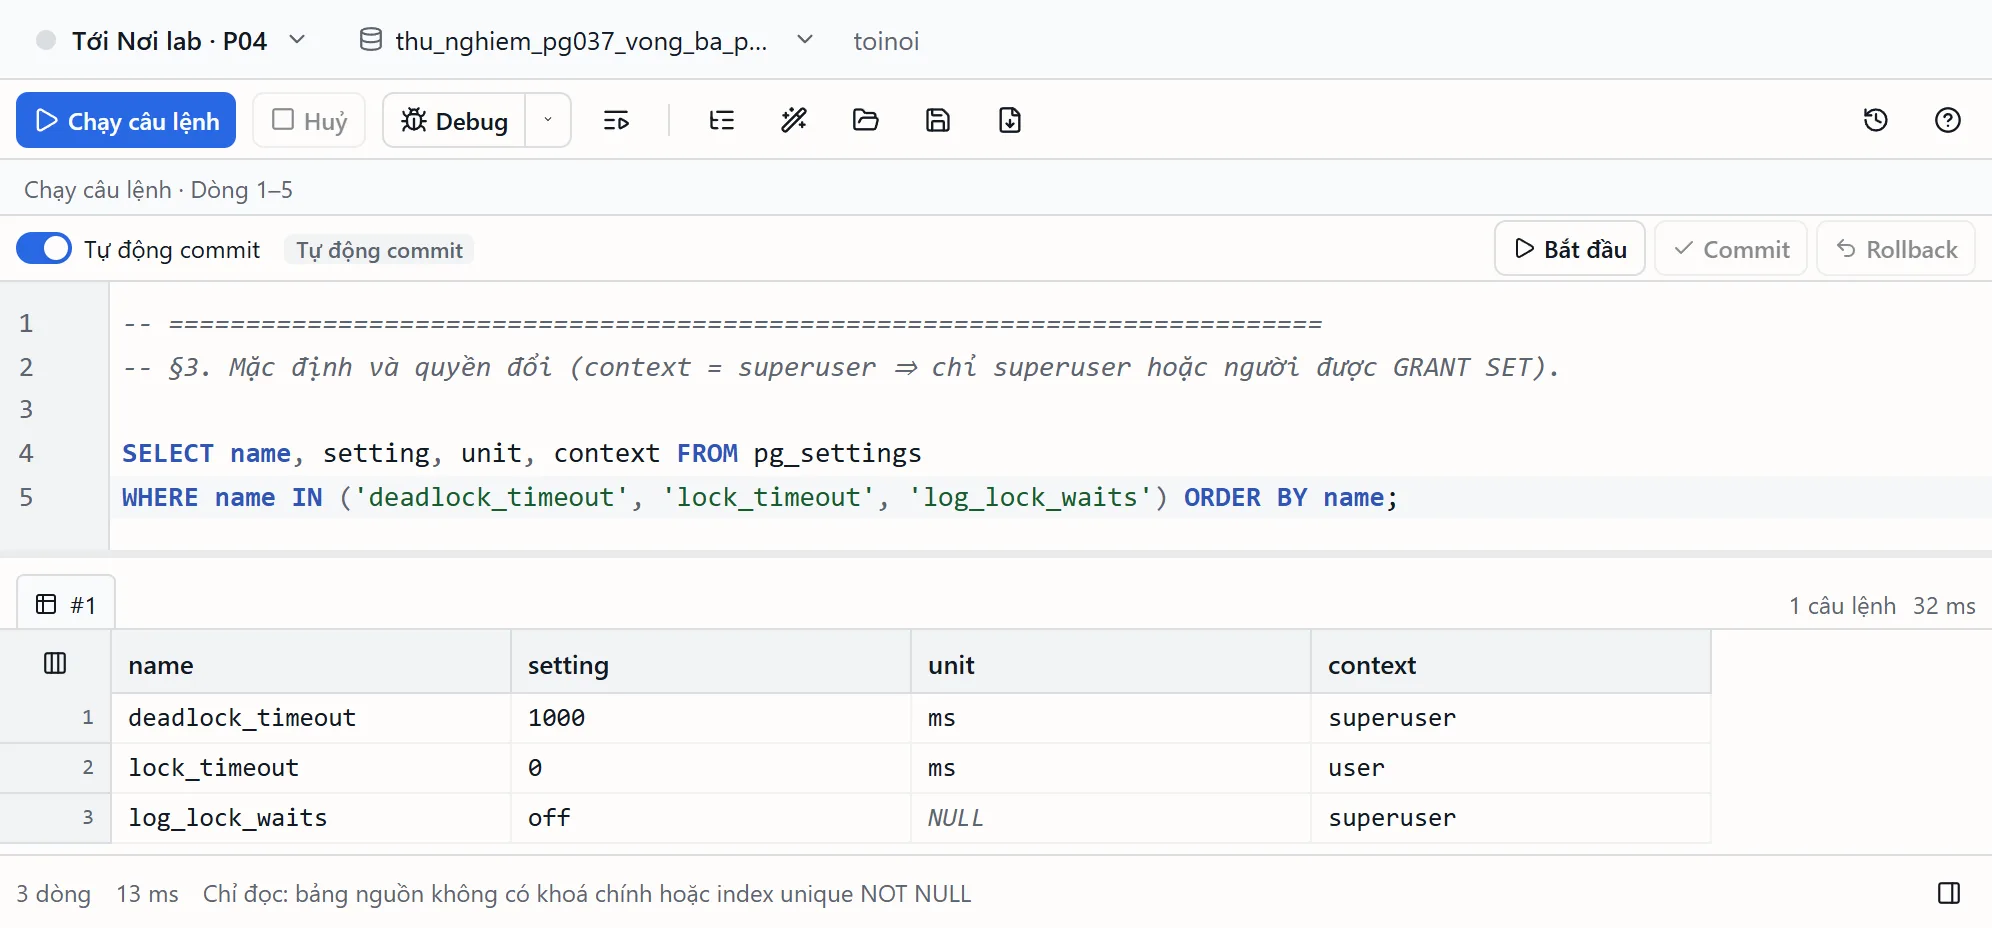 Tới Nơi lab · P04
thu_nghiem_pg037_vong_ba_p...
toinoi
Chạy câu lệnh
Huỷ
Debug
Chạy câu lệnh · Dòng 1–5
Tự động commit
Tự động commit
Bắt đầu
Commit
Rollback
1 -- ===========================================================================
2 -- §3. Mặc định và quyền đổi (context = superuser ⇒ chỉ superuser hoặc người được GRANT SET).
3
4 SELECT name, setting, unit, context FROM pg_settings
5 WHERE name IN ('deadlock_timeout', 'lock_timeout', 'log_lock_waits') ORDER BY name;
#1
1 câu lệnh 32 ms
name setting unit context
1 deadlock_timeout 1000 ms superuser
2 lock_timeout 0 ms user
3 log_lock_waits off NULL superuser
3 dòng 13 ms Chỉ đọc: bảng nguồn không có khoá chính hoặc index unique NOT NULL